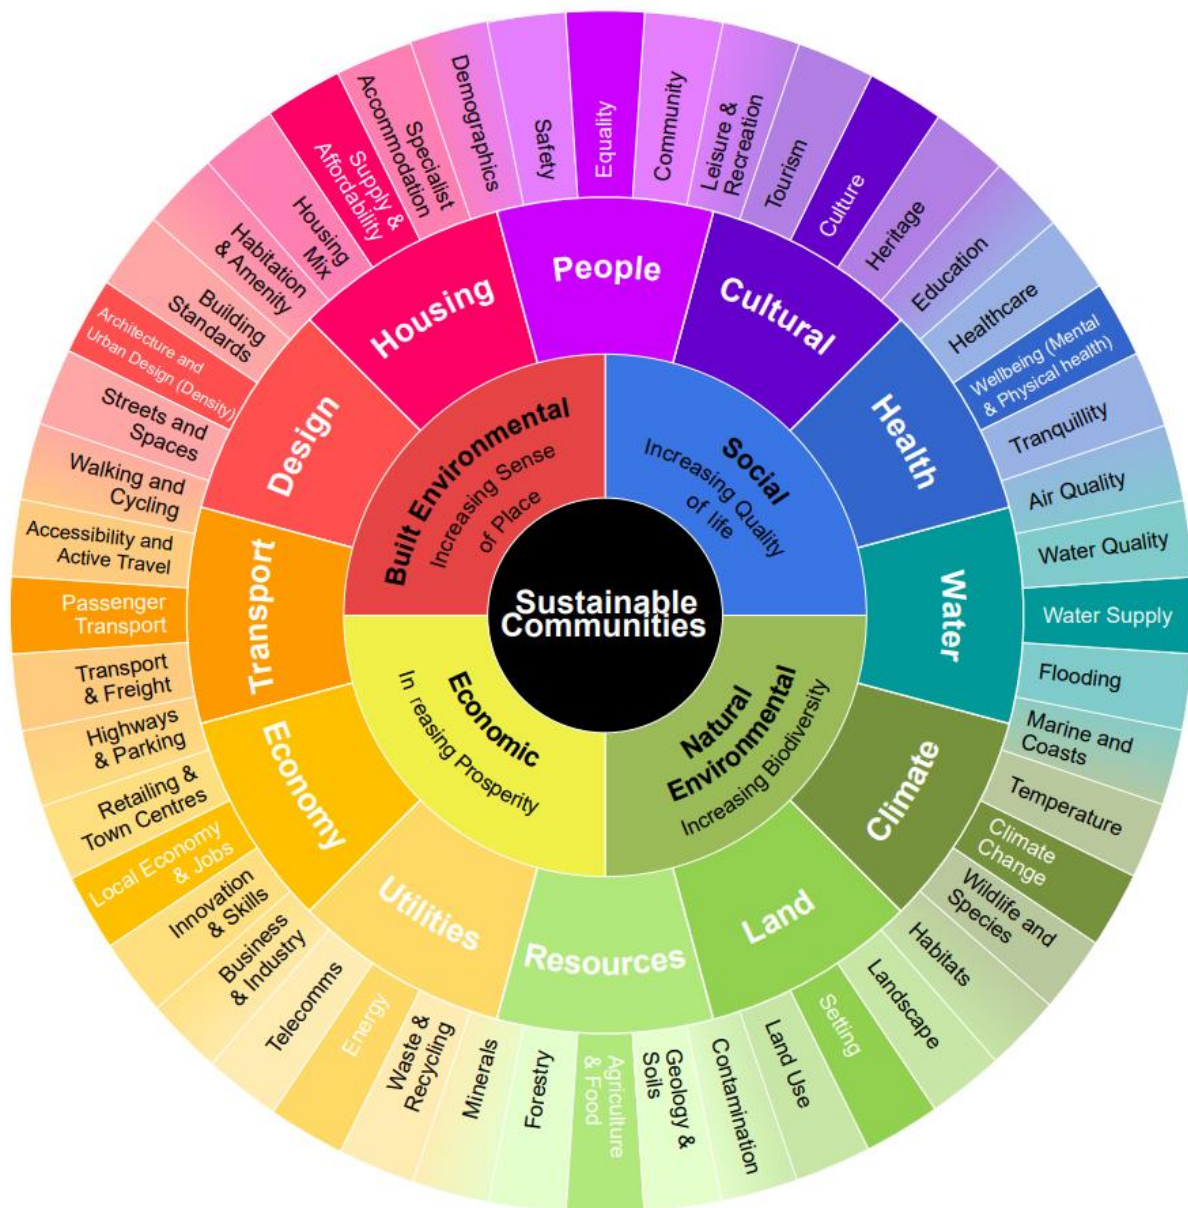 Sustainable
Communities
Built Environmental
Increasing Sense
of Place
Social
Increasing Quality
of life
Natural
Environmental
Increasing Biodiversity
Economic
In reasing Prosperity
People
Cultural
Health
Water
Climate
Land
Resources
Utilities
Economy
Transport
Design
Housing
Equality
Community
Leisure &
Recreation
Tourism
Culture
Heritage
Education
Healthcare
Wellbeing (Mental
& Physical health)
Tranquillity
Air Quality
Water Quality
Water Supply
Flooding
Marine and
Coasts
Temperature
Climate
Change
Wildlife and
Species
Habitats
Landscape
Setting
Land Use
Contamination
Geology &
Soils
Agriculture
& Food
Forestry
Minerals
Waste &
Recycling
Energy
Telecomms
Business
& Industry
Innovation
& Skills
Local Economy
& Jobs
Retailing &
Town Centres
Highways
& Parking
Transport
& Freight
Passenger
Transport
Accessibility and
Active Travel
Walking and
Cycling
Streets and
Spaces
Architecture and
Urban Design (Density)
Building
Standards
Habitation
& Amenity
Housing
Mix
Supply &
Affordability
Specialist
Accommodation
Demographics
Safety